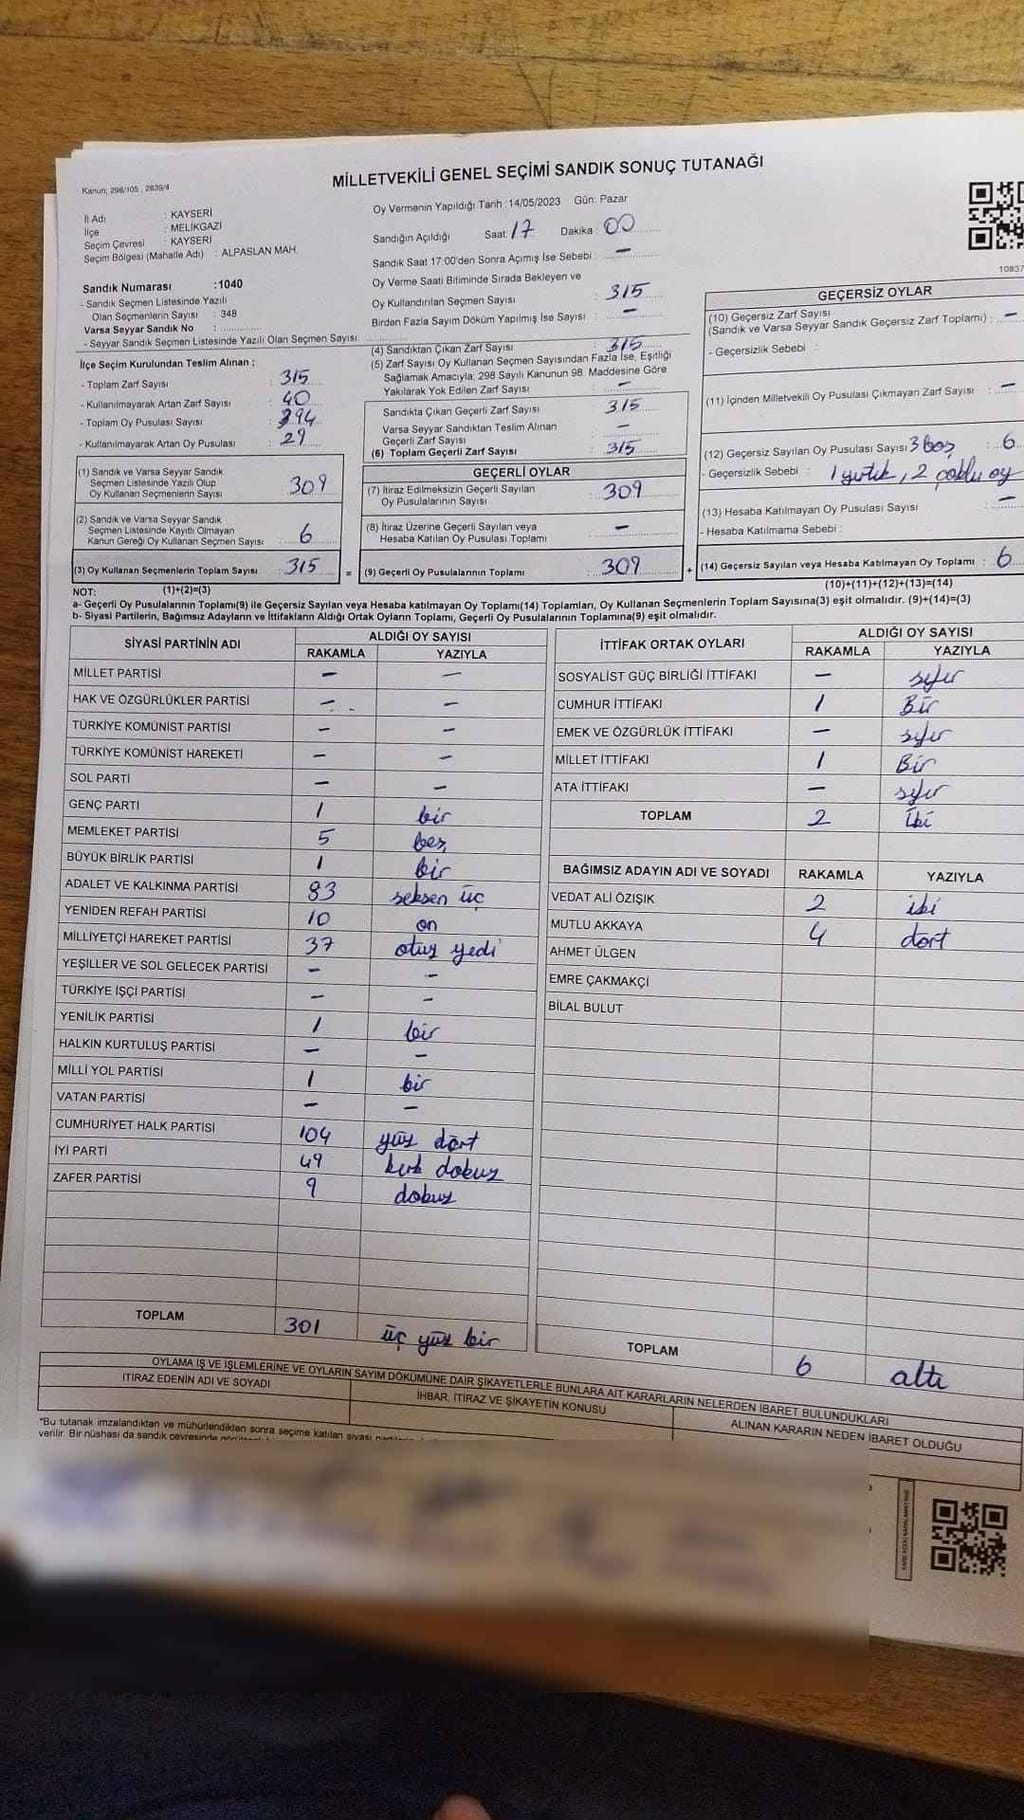 MİLLETVEKİLİ GENEL SEÇİMİ SANDIK SONUÇ TUTANAĞI
Kanun; 298/105 , 2839/4
İl Adı : KAYSERİ
İlçe : MELİKGAZİ
Seçim Çevresi : KAYSERİ
Seçim Bölgesi (Mahalle Adı) : ALPASLAN MAH.
Sandık Numarası : 1040
- Sandık Seçmen Listesinde Yazılı
Olan Seçmenlerin Sayısı : 348
Varsa Seyyar Sandık No : ..............
- Seyyar Sandık Seçmen Listesinde Yazılı Olan Seçmen Sayısı
İlçe Seçim Kurulundan Teslim Alınan ;
- Toplam Zarf Sayısı : 315
- Kullanılmayarak Artan Zarf Sayısı : 40
- Toplam Oy Pusulası Sayısı : 394
- Kullanılmayarak Artan Oy Pusulası : 29
(1) Sandık ve Varsa Seyyar Sandık
Seçmen Listesinde Yazılı Olup
Oy Kullanan Seçmenlerin Sayısı : 309
(2) Sandık ve Varsa Seyyar Sandık
Seçmen Listesinde Kayıtlı Olmayan
Kanun Gereği Oy Kullanan Seçmen Sayısı : 6
(3) Oy Kullanan Seçmenlerin Toplam Sayısı : 315
(1)+(2)=(3)
Oy Vermenin Yapıldığı Tarih : 14/05/2023 Gün: Pazar
Sandığın Açıldığı Saat: 17 Dakika : 00
Sandık Saat 17:00'den Sonra Açımış İse Sebebi : –
Oy Verme Saati Bitiminde Sırada Bekleyen ve
Oy Kullandırılan Seçmen Sayısı : 315
Birden Fazla Sayım Döküm Yapılmış İse Sayısı : –
(4) Sandıktan Çıkan Zarf Sayısı : 315
(5) Zarf Sayısı Oy Kullanan Seçmen Sayısından Fazla İse, Eşitliği
Sağlamak Amacıyla; 298 Sayılı Kanunun 98. Maddesine Göre
Yakılarak Yok Edilen Zarf Sayısı : –
Sandıkta Çıkan Geçerli Zarf Sayısı : 315
Varsa Seyyar Sandıktan Teslim Alınan
Geçerli Zarf Sayısı : –
(6) Toplam Geçerli Zarf Sayısı : 315
GEÇERLİ OYLAR
(7) İtiraz Edilmeksizin Geçerli Sayılan
Oy Pusulalarının Sayısı : 309
(8) İtiraz Üzerine Geçerli Sayılan veya
Hesaba Katılan Oy Pusulası Toplamı : –
= (9) Geçerli Oy Pusulalarının Toplamı : 309
10837
GEÇERSİZ OYLAR
(10) Geçersiz Zarf Sayısı
(Sandık ve Varsa Seyyar Sandık Geçersiz Zarf Toplamı) : –
- Geçersizlik Sebebi :
(11) İçinden Milletvekili Oy Pusulası Çıkmayan Zarf Sayısı –
(12) Geçersiz Sayılan Oy Pusulası Sayısı 3 boş : 6
- Geçersizlik Sebebi : 1 yırtık, 2 çoklu oy
(13) Hesaba Katılmayan Oy Pusulası Sayısı : –
- Hesaba Katılmama Sebebi :
+ (14) Geçersiz Sayılan veya Hesaba Katılmayan Oy Toplamı : 6
(10)+(11)+(12)+(13)=(14)
NOT:
a- Geçerli Oy Pusulalarının Toplamı(9) ile Geçersiz Sayılan veya Hesaba katılmayan Oy Toplamı(14) Toplamları, Oy Kullanan Seçmenlerin Toplam Sayısına(3) eşit olmalıdır. (9)+(14)=(3)
b- Siyasi Partilerin, Bağımsız Adayların ve İttifakların Aldığı Ortak Oyların Toplamı, Geçerli Oy Pusulalarının Toplamına(9) eşit olmalıdır.
SİYASİ PARTİNİN ADI ALDIĞI OY SAYISI
RAKAMLA YAZIYLA
MİLLET PARTİSİ – –
HAK VE ÖZGÜRLÜKLER PARTİSİ – –
TÜRKİYE KOMÜNİST PARTİSİ – –
TÜRKİYE KOMÜNİST HAREKETİ – –
SOL PARTİ – –
GENÇ PARTİ 1 bir
MEMLEKET PARTİSİ 5 beş
BÜYÜK BİRLİK PARTİSİ 1 bir
ADALET VE KALKINMA PARTİSİ 83 seksen üç
YENİDEN REFAH PARTİSİ 10 on
MİLLİYETÇİ HAREKET PARTİSİ 37 otuz yedi
YEŞİLLER VE SOL GELECEK PARTİSİ – –
TÜRKİYE İŞÇİ PARTİSİ – –
YENİLİK PARTİSİ 1 bir
HALKIN KURTULUŞ PARTİSİ – –
MİLLİ YOL PARTİSİ 1 bir
VATAN PARTİSİ – –
CUMHURİYET HALK PARTİSİ 104 yüz dört
İYİ PARTİ 49 kırk dokuz
ZAFER PARTİSİ 9 dokuz
TOPLAM 301 üç yüz bir
İTTİFAK ORTAK OYLARI ALDIĞI OY SAYISI
RAKAMLA YAZIYLA
SOSYALİST GÜÇ BİRLİĞİ İTTİFAKI – sıfır
CUMHUR İTTİFAKI 1 Bir
EMEK VE ÖZGÜRLÜK İTTİFAKI – sıfır
MİLLET İTTİFAKI 1 Bir
ATA İTTİFAKI – sıfır
TOPLAM 2 iki
BAĞIMSIZ ADAYIN ADI VE SOYADI RAKAMLA YAZIYLA
VEDAT ALİ ÖZIŞIK 2 iki
MUTLU AKKAYA 4 dört
AHMET ÜLGEN
EMRE ÇAKMAKÇİ
BİLAL BULUT
TOPLAM 6 altı
OYLAMA İŞ VE İŞLEMLERİNE VE OYLARIN SAYIM DÖKÜMÜNE DAİR ŞİKAYETLERLE BUNLARA AİT KARARLARIN NELERDEN İBARET BULUNDUKLARI
İTİRAZ EDENİN ADI VE SOYADI İHBAR, İTİRAZ VE ŞİKAYETİN KONUSU ALINAN KARARIN NEDEN İBARET OLDUĞU
*Bu tutanak imzalandıktan ve mühürlendikten sonra seçime katılan siyasi
verilir. Bir nüshası da sandık çevresinde